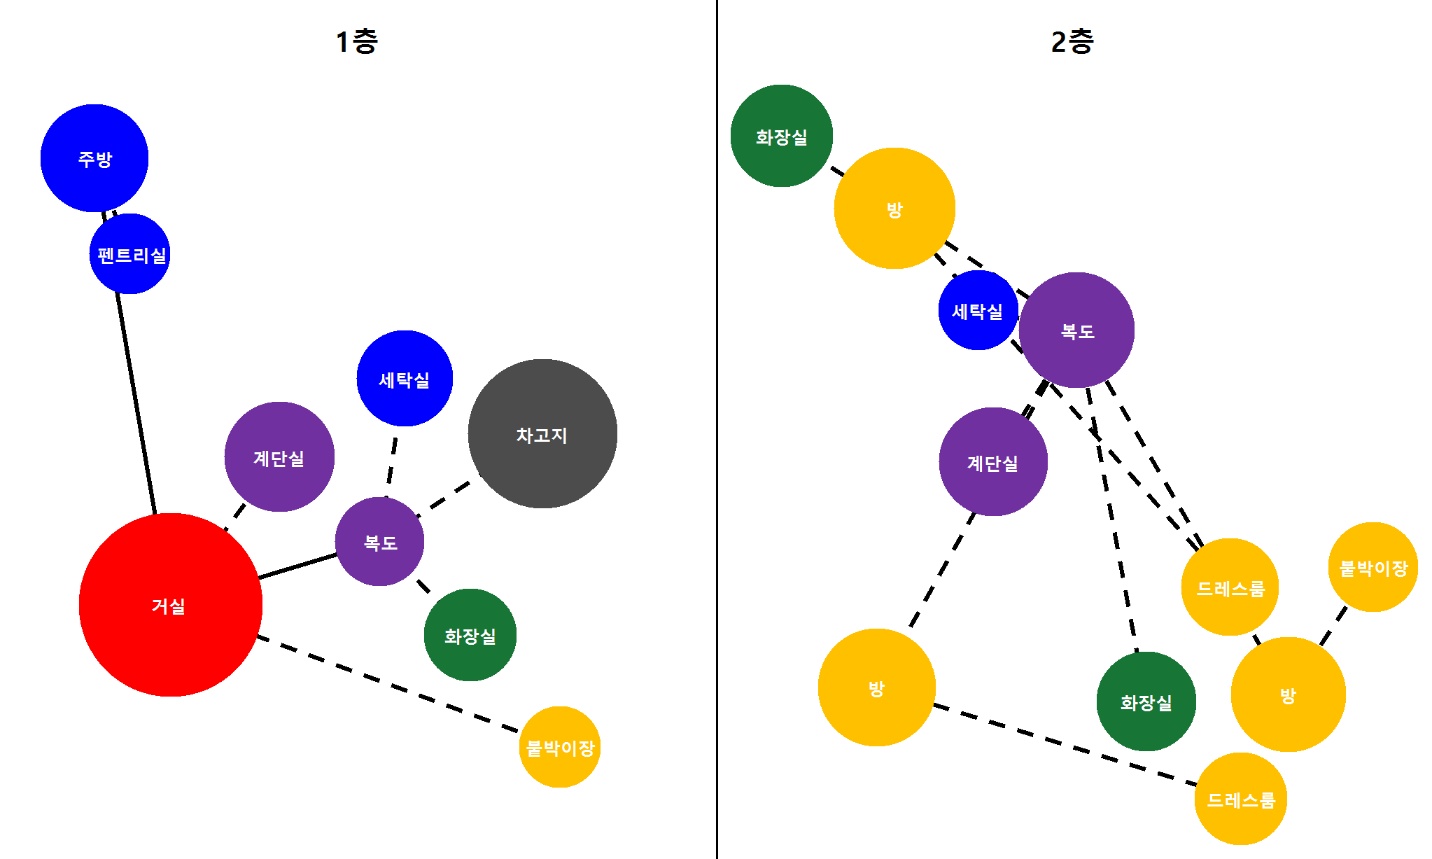 1층
주방
펜트리실
세탁실
차고지
계단실
복도
거실
화장실
붙박이장
2층
화장실
방
세탁실
복도
계단실
드레스룸
붙박이장
방
화장실
방
드레스룸